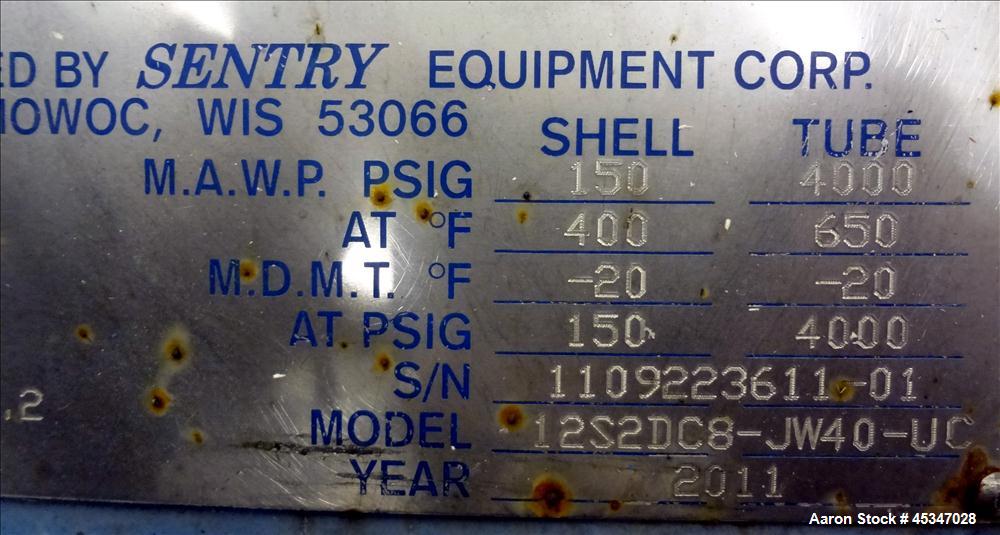 ED BY SENTRY EQUIPMENT CORP.
OWOC, WIS 53066
SHELL TUBE
M.A.W.P. PSIG 150 4000
AT °F 400 650
M.D.M.T. °F -20 -20
AT PSIG 150 4000
S/N 1109223611-01
.2
MODEL 12S2DC8-JW40-UC
YEAR 2011
Aaron Stock # 45347028